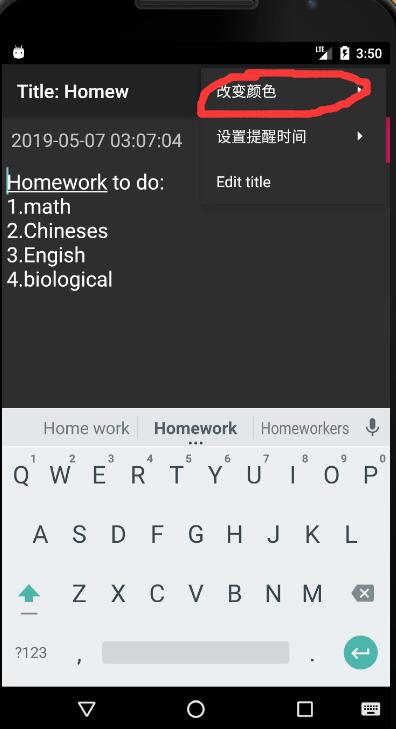 LTE 3:50
Title: Homew
改变颜色
2019-05-07 03:07:04
设置提醒时间
Edit title
Homework to do:
1.math
2.Chineses
3.Engish
4.biological
Home work Homework Homeworkers
1 2 3 4 5 6 7 8 9 0
Q W E R T Y U I O P
A S D F G H J K L
Z X C V B N M
?123 , .